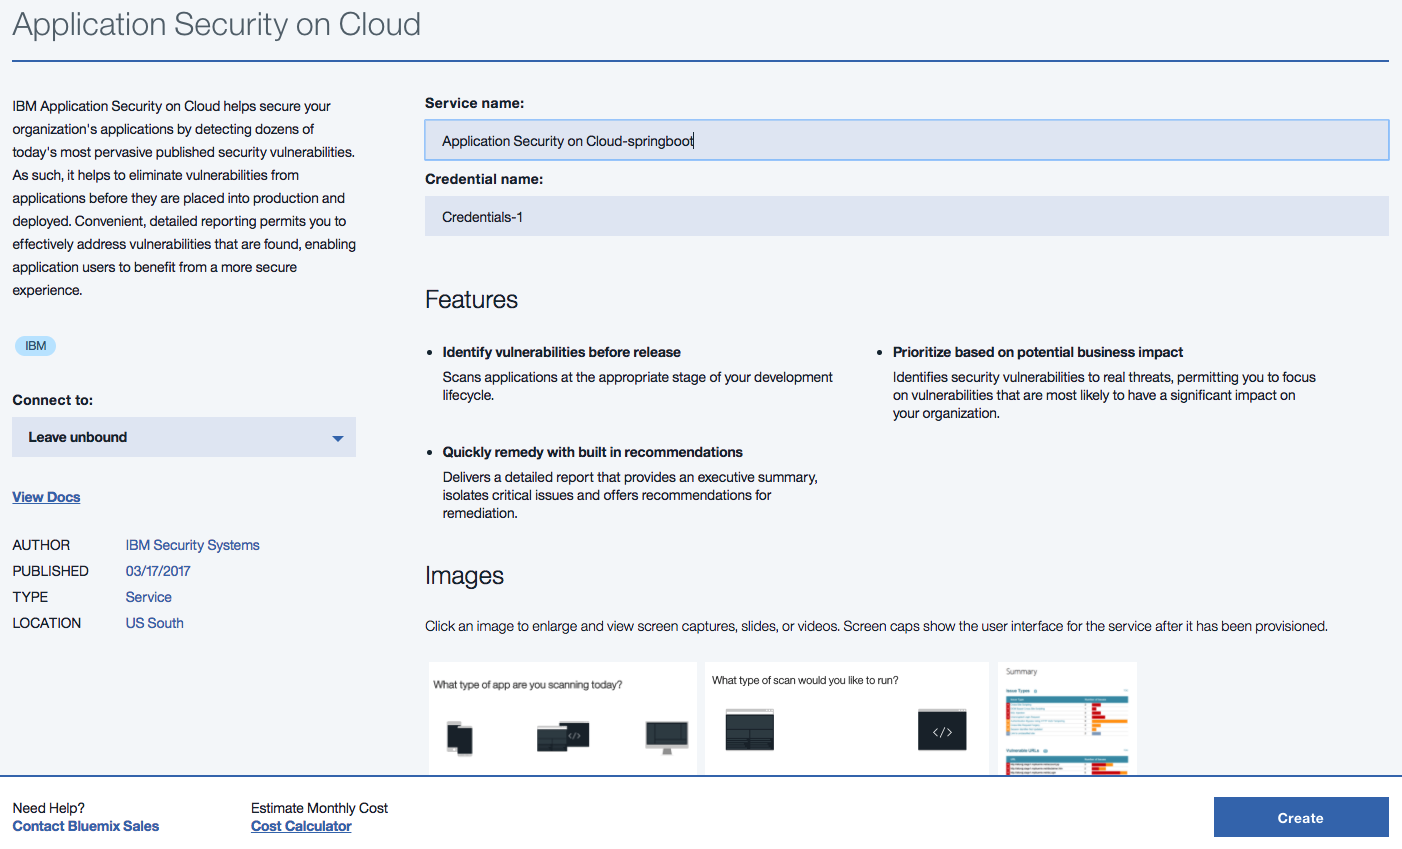 Application Security on Cloud
IBM Application Security on Cloud helps secure your
organization's applications by detecting dozens of
today's most pervasive published security vulnerabilities.
As such, it helps to eliminate vulnerabilities from
applications before they are placed into production and
deployed. Convenient, detailed reporting permits you to
effectively address vulnerabilities that are found, enabling
application users to benefit from a more secure
experience.
IBM
Connect to:
Leave unbound
View Docs
AUTHOR IBM Security Systems
PUBLISHED 03/17/2017
TYPE Service
LOCATION US South
Service name:
Application Security on Cloud-springboot
Credential name:
Credentials-1
Features
• Identify vulnerabilities before release
Scans applications at the appropriate stage of your development
lifecycle.
• Prioritize based on potential business impact
Identifies security vulnerabilities to real threats, permitting you to focus
on vulnerabilities that are most likely to have a significant impact on
your organization.
• Quickly remedy with built in recommendations
Delivers a detailed report that provides an executive summary,
isolates critical issues and offers recommendations for
remediation.
Images
Click an image to enlarge and view screen captures, slides, or videos. Screen caps show the user interface for the service after it has been provisioned.
What type of app are you scanning today?
</>
What type of scan would you like to run?
</>
Summary
Issue Types
Vulnerable URLs
Need Help?
Contact Bluemix Sales
Estimate Monthly Cost
Cost Calculator
Create